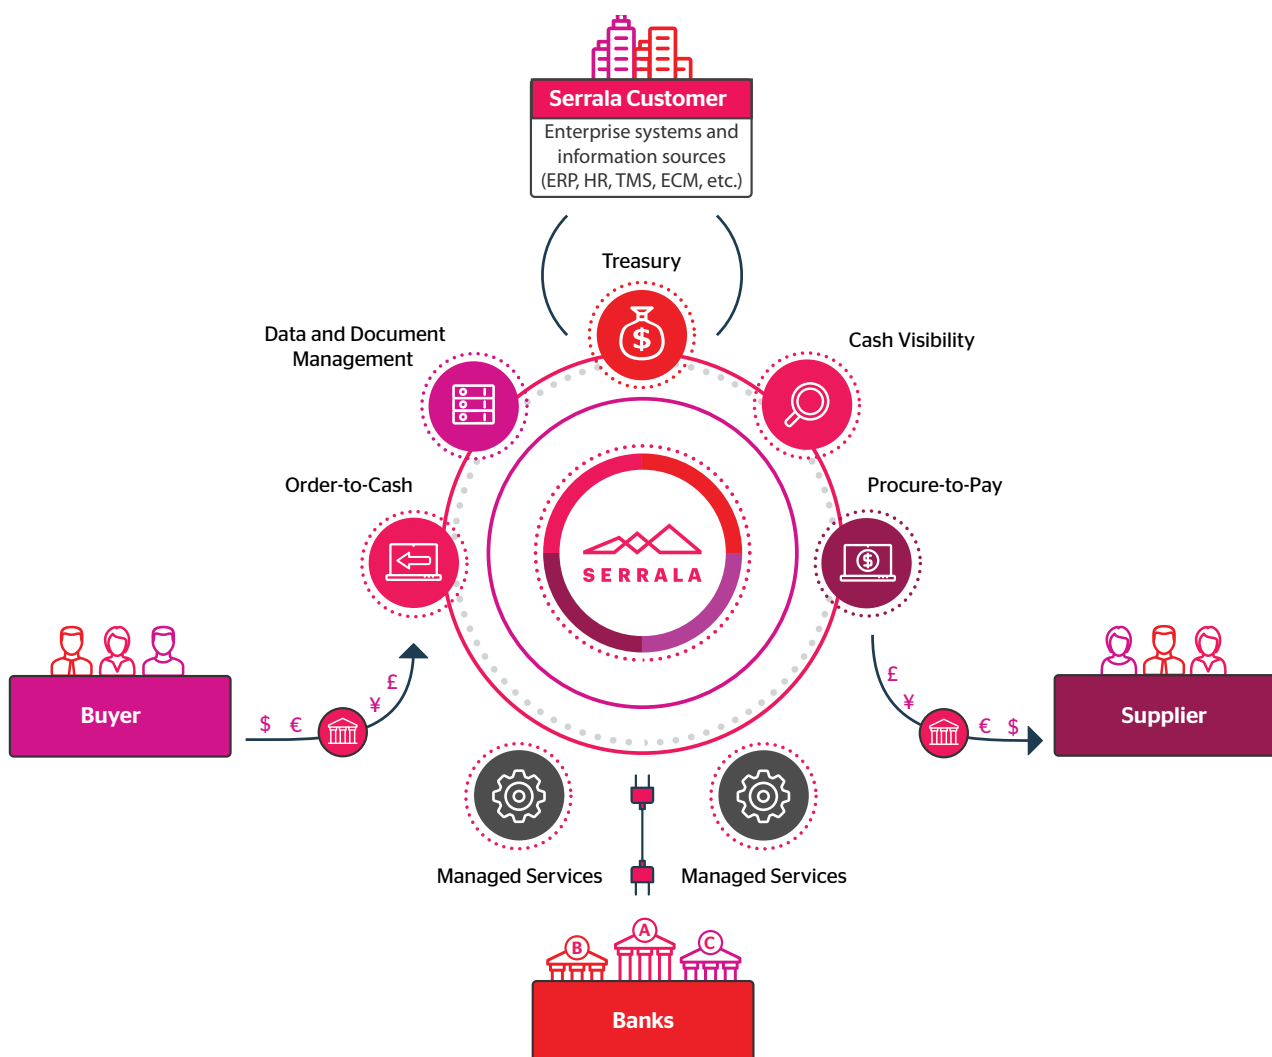 Serrala Customer
Enterprise systems and
information sources
(ERP, HR, TMS, ECM, etc.)
Treasury
$
Data and Document
Management
Cash Visibility
Order-to-Cash
Procure-to-Pay
$
SERRALA
Buyer
$ € ¥ £
£ ¥ € $
Supplier
Managed Services
Managed Services
B A C
Banks